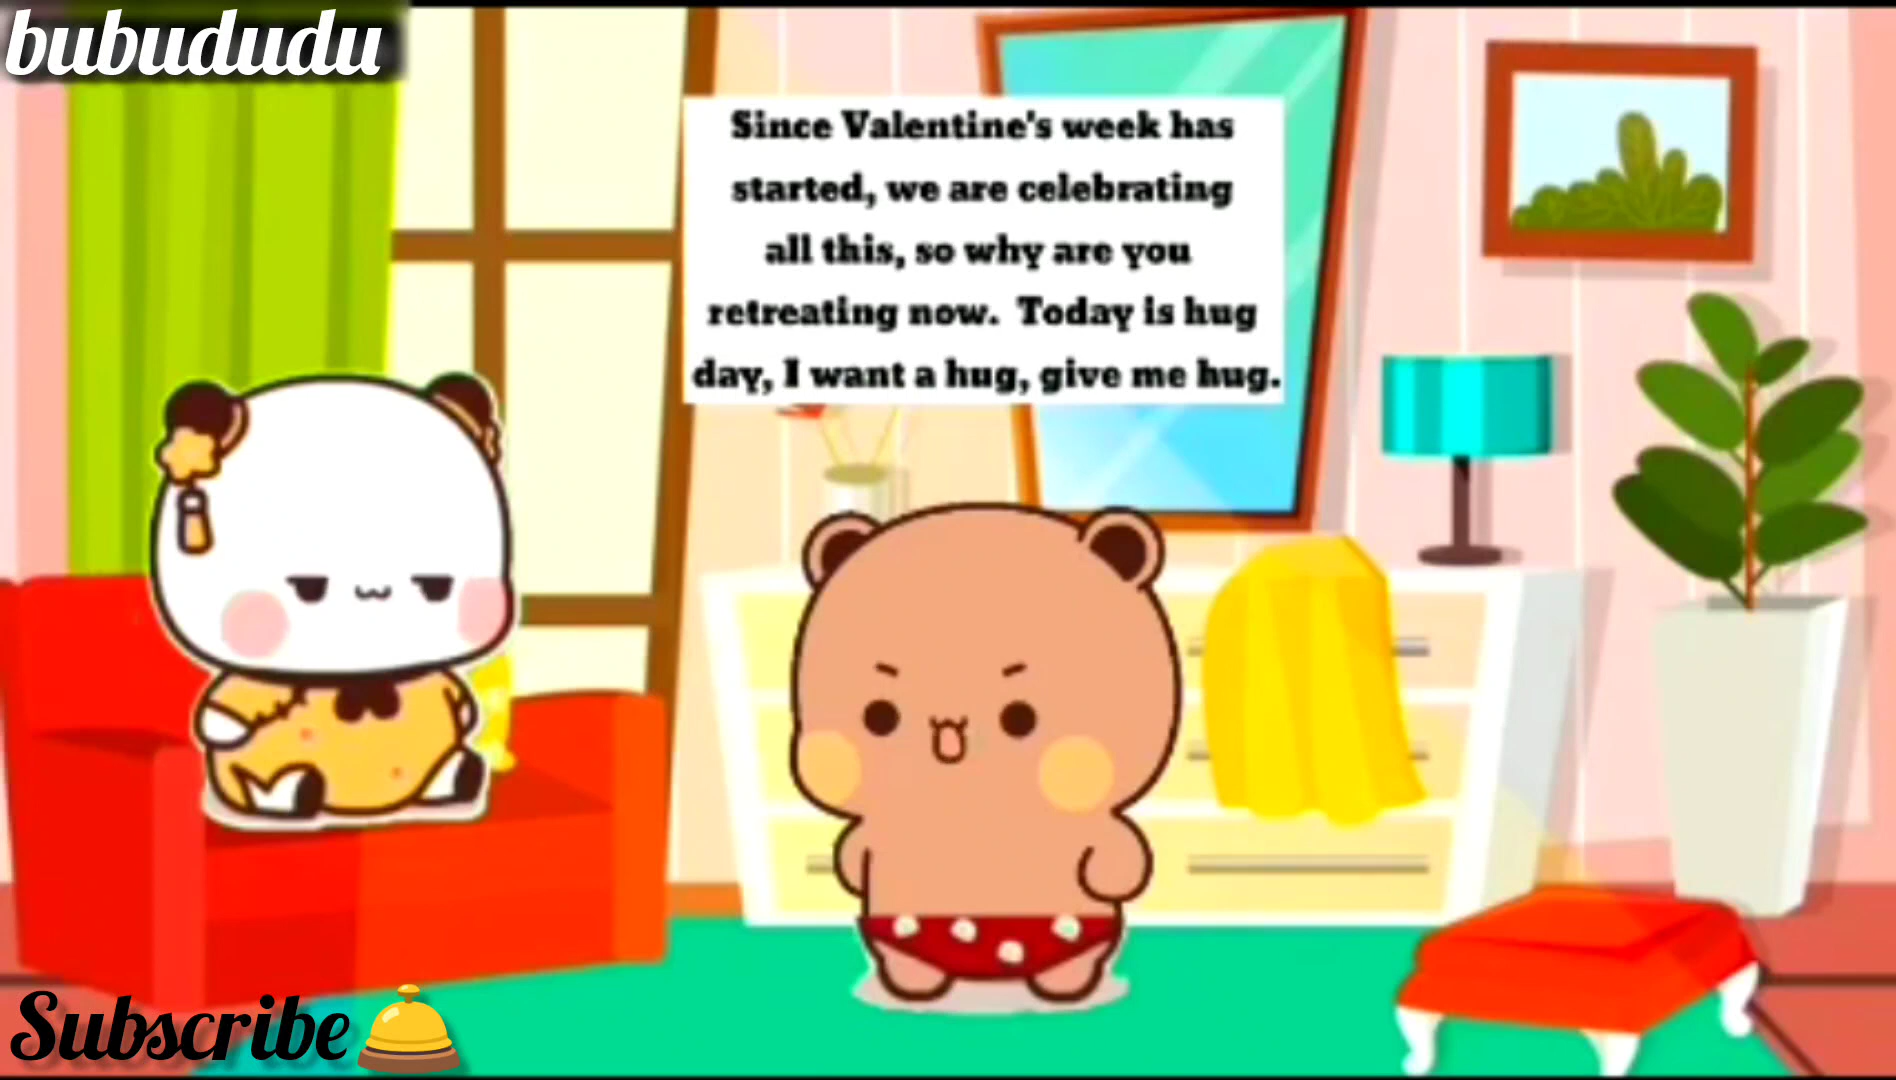 bubududu
Since Valentine's week has
started, we are celebrating
all this, so why are you
retreating now. Today is hug
day, I want a hug, give me hug.
Subscribe